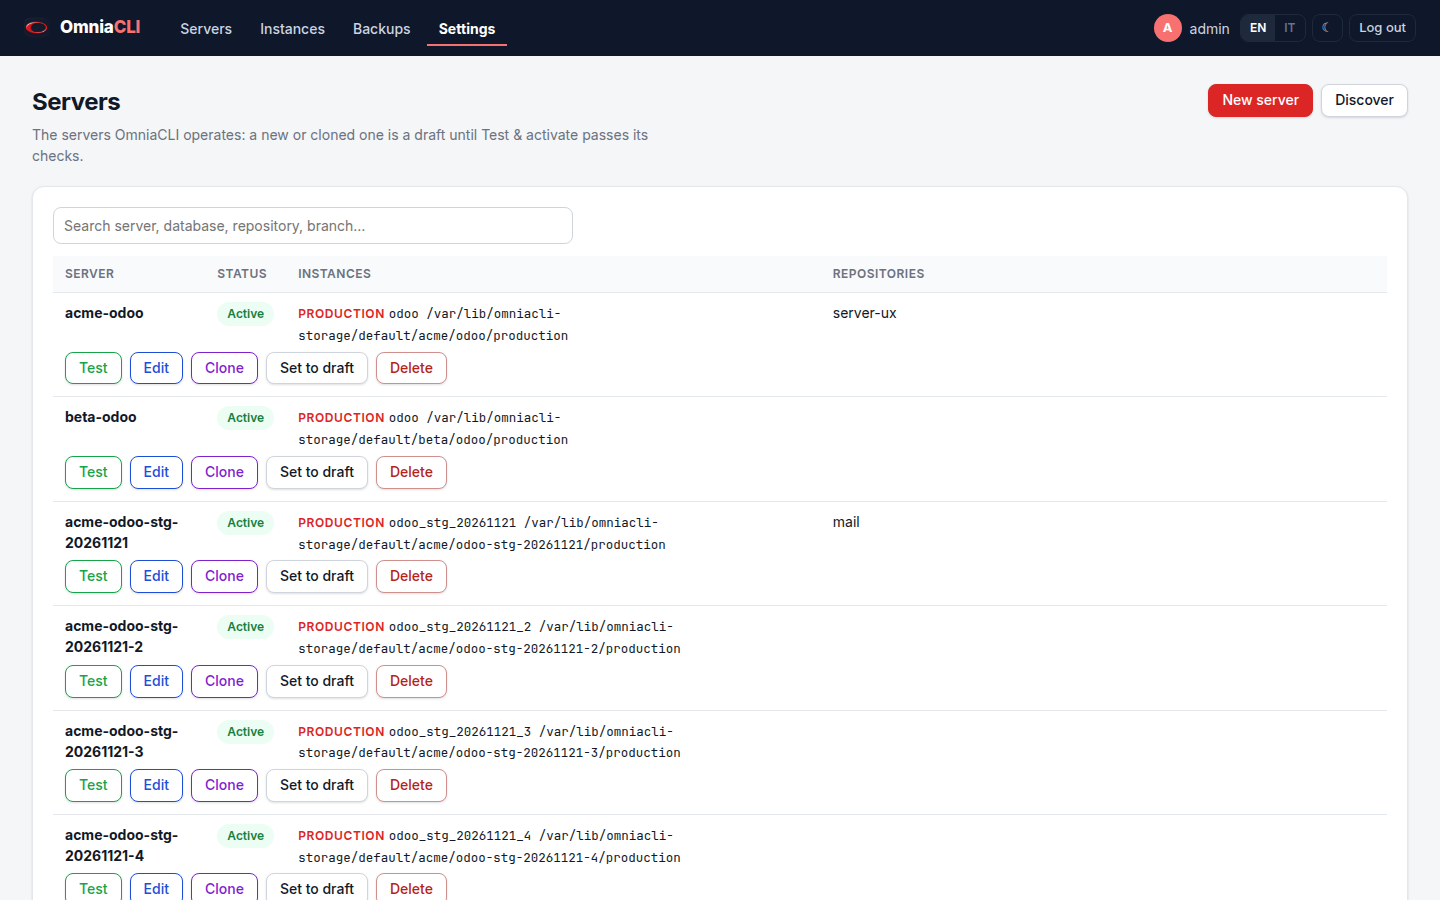 OmniaCLI Servers Instances Backups Settings A admin EN IT Log out
Servers
New server Discover
The servers OmniaCLI operates: a new or cloned one is a draft until Test & activate passes its
checks.
Search server, database, repository, branch...
SERVER STATUS INSTANCES REPOSITORIES
acme-odoo Active PRODUCTION odoo /var/lib/omniacli- server-ux
storage/default/acme/odoo/production
Test Edit Clone Set to draft Delete
beta-odoo Active PRODUCTION odoo /var/lib/omniacli-
storage/default/beta/odoo/production
Test Edit Clone Set to draft Delete
acme-odoo-stg- Active PRODUCTION odoo_stg_20261121 /var/lib/omniacli- mail
20261121 storage/default/acme/odoo-stg-20261121/production
Test Edit Clone Set to draft Delete
acme-odoo-stg- Active PRODUCTION odoo_stg_20261121_2 /var/lib/omniacli-
20261121-2 storage/default/acme/odoo-stg-20261121-2/production
Test Edit Clone Set to draft Delete
acme-odoo-stg- Active PRODUCTION odoo_stg_20261121_3 /var/lib/omniacli-
20261121-3 storage/default/acme/odoo-stg-20261121-3/production
Test Edit Clone Set to draft Delete
acme-odoo-stg- Active PRODUCTION odoo_stg_20261121_4 /var/lib/omniacli-
20261121-4 storage/default/acme/odoo-stg-20261121-4/production
Test Edit Clone Set to draft Delete